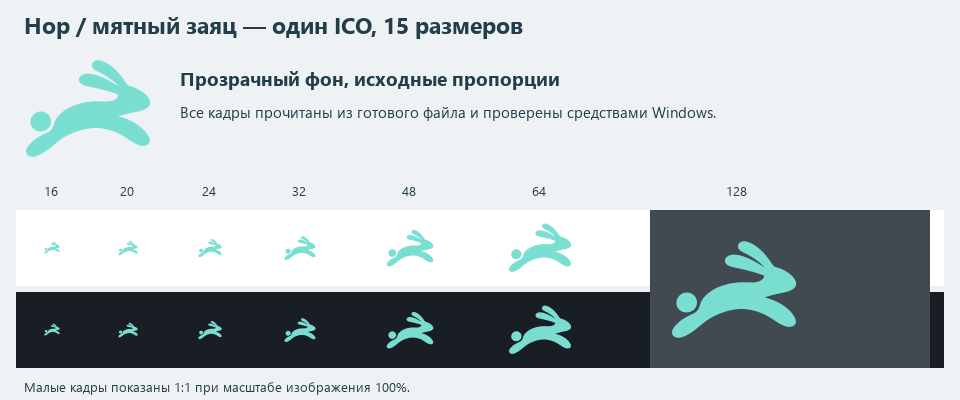 Hop / мятный заяц — один ICO, 15 размеров
Прозрачный фон, исходные пропорции
Все кадры прочитаны из готового файла и проверены средствами Windows.
16 20 24 32 48 64 128
Малые кадры показаны 1:1 при масштабе изображения 100%.